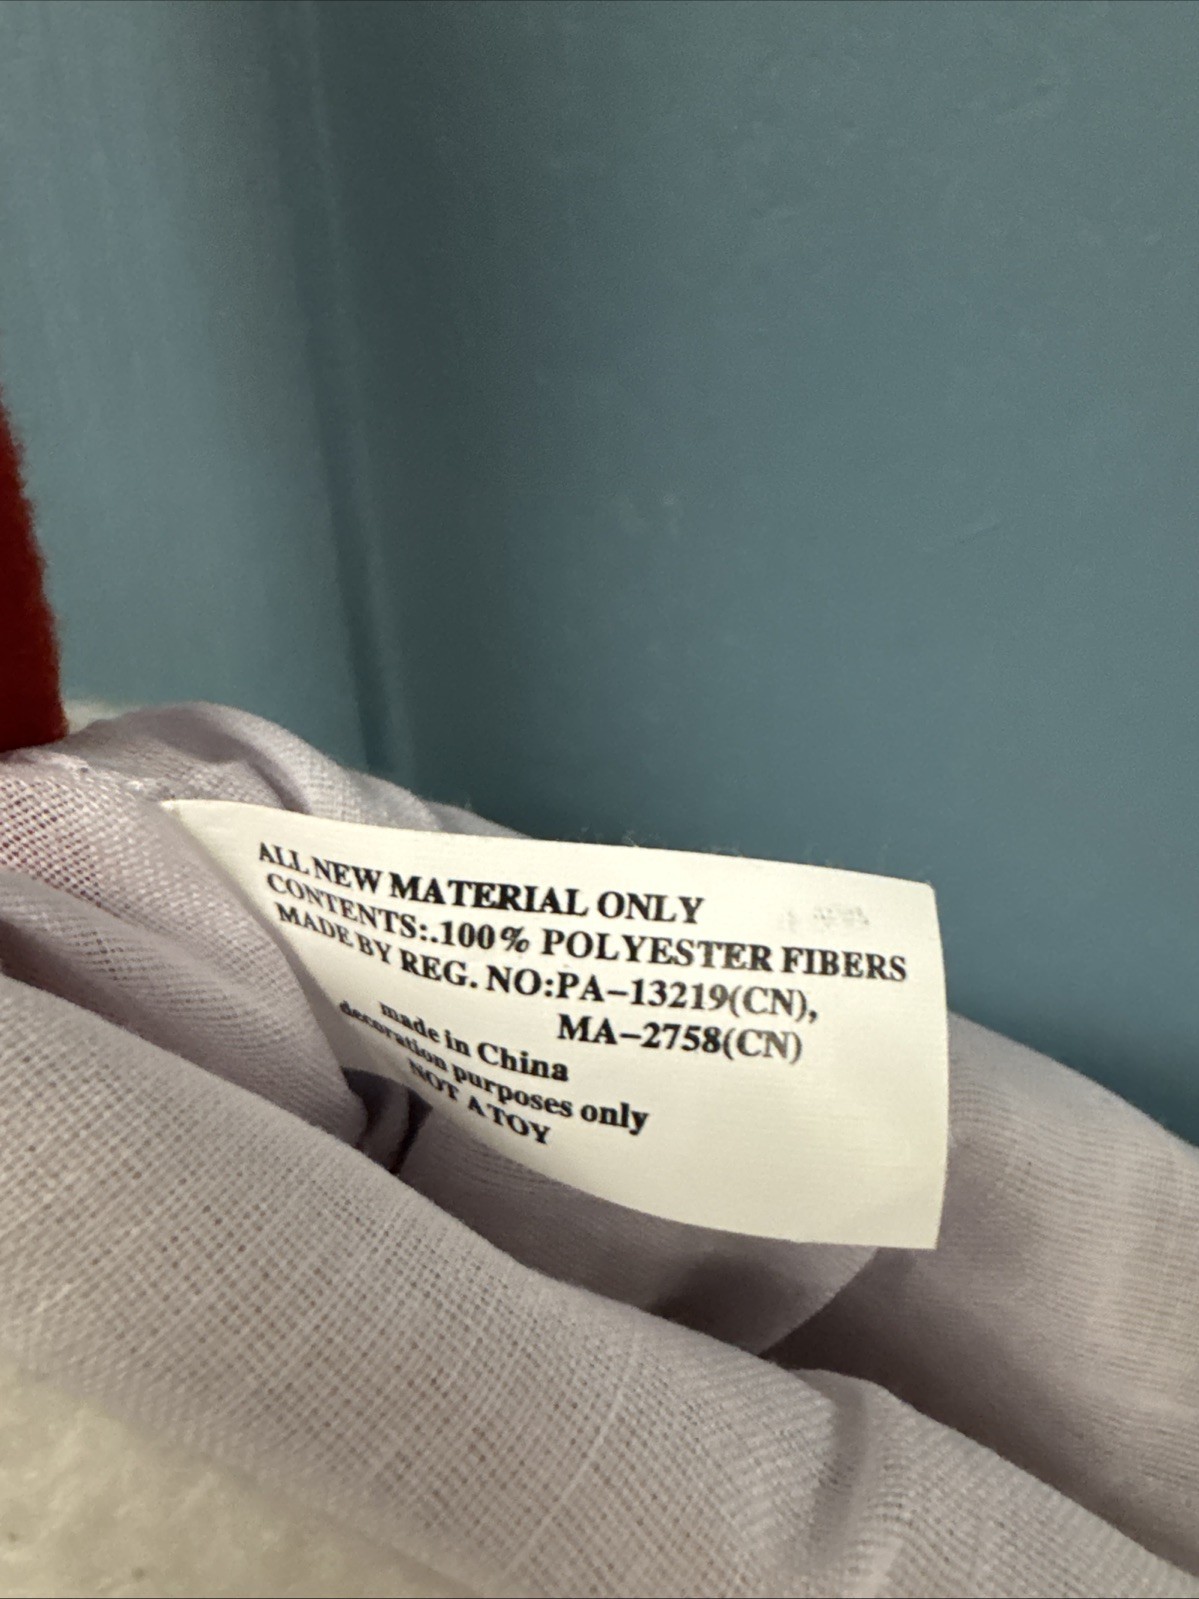 ALL NEW MATERIAL ONLY
CONTENTS:.100% POLYESTER FIBERS
MADE BY REG. NO:PA-13219(CN),
MA-2758(CN)
made in China
decoration purposes only
NOT A TOY